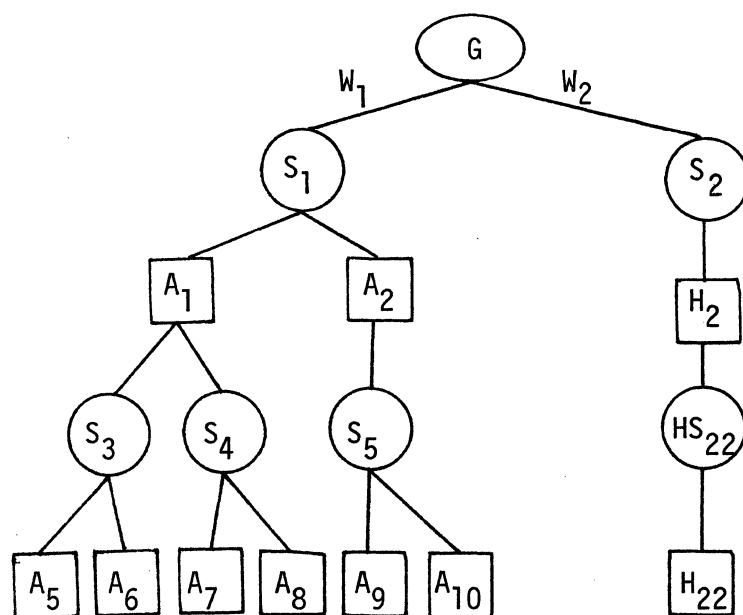 G
W₁ W₂
S₁ S₂
A₁ A₂ H₂
S₃ S₄ S₅ HS₂₂
A₅ A₆ A₇ A₈ A₉ A₁₀ H₂₂